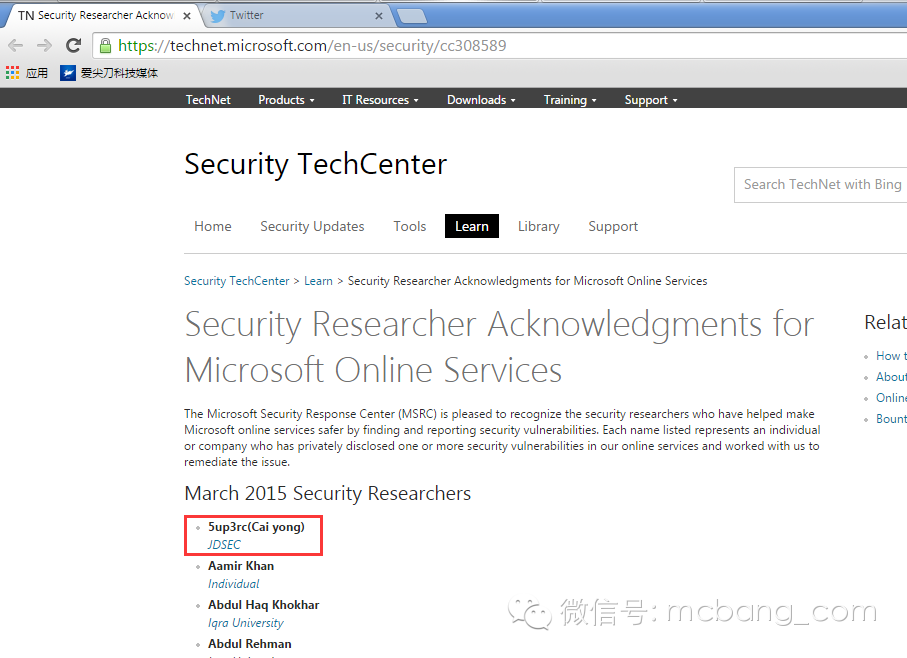 TN Security Researcher Acknow
Twitter
https://technet.microsoft.com/en-us/security/cc308589
应用 爱尖刀科技媒体
TechNet Products IT Resources Downloads Training Support
Security TechCenter
Search TechNet with Bing
Home Security Updates Tools Learn Library Support
Security TechCenter > Learn > Security Researcher Acknowledgments for Microsoft Online Services
Security Researcher Acknowledgments for
Microsoft Online Services
Relat
How t
About
Online
Bount
The Microsoft Security Response Center (MSRC) is pleased to recognize the security researchers who have helped make
Microsoft online services safer by finding and reporting security vulnerabilities. Each name listed represents an individual
or company who has privately disclosed one or more security vulnerabilities in our online services and worked with us to
remediate the issue.
March 2015 Security Researchers
5up3rc(Cai yong)
JDSEC
Aamir Khan
Individual
Abdul Haq Khokhar
Iqra University
Abdul Rehman
微信号: mcbang_com